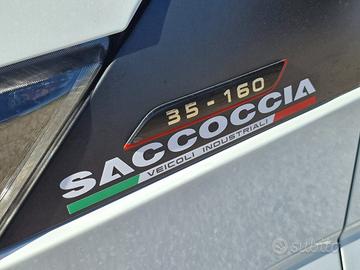 35-160
SACCOCCIA
VEICOLI INDUSTRIALI
subito